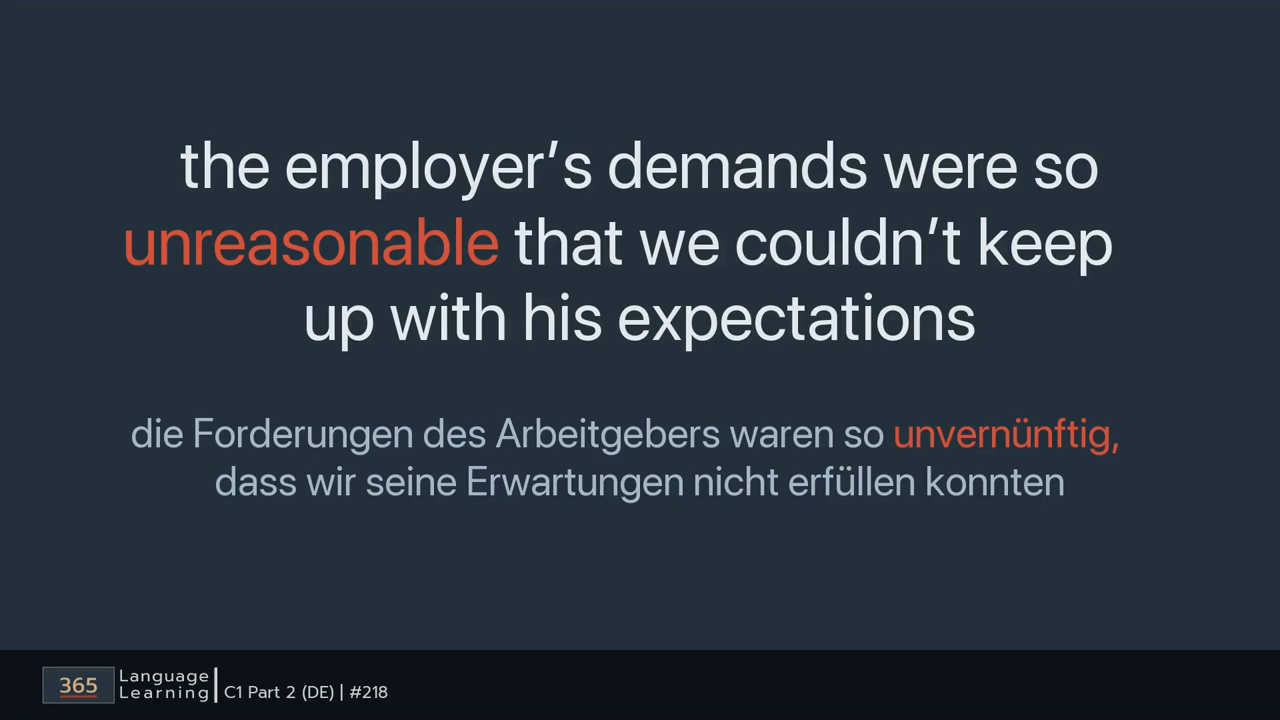 the employer’s demands were so
unreasonable that we couldn’t keep
up with his expectations
die Forderungen des Arbeitgebers waren so unvernünftig,
dass wir seine Erwartungen nicht erfüllen konnten
365
Language
Learning
C1 Part 2 (DE) | #218